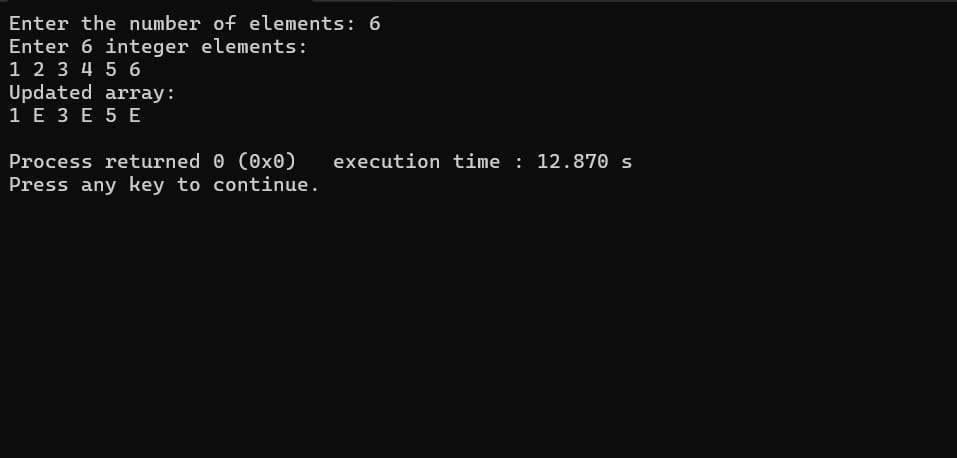 Enter the number of elements: 6
Enter 6 integer elements:
1 2 3 4 5 6
Updated array:
1 E 3 E 5 E
Process returned 0 (0x0)   execution time : 12.870 s
Press any key to continue.